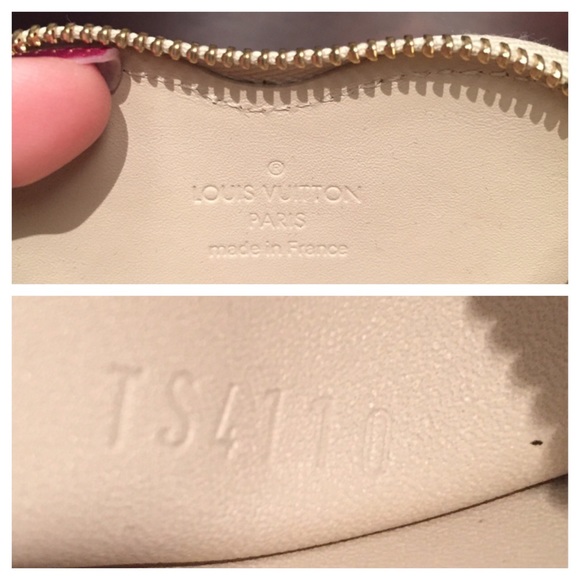 ®
LOUIS VUITTON
PARIS
made in France
TS4110